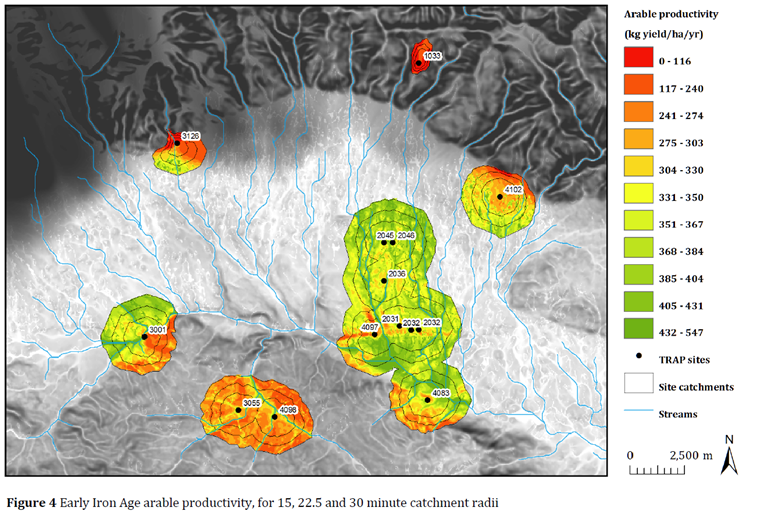 Arable productivity
(kg yield/ha/yr)
0 - 116
117 - 240
241 - 274
275 - 303
304 - 330
331 - 350
351 - 367
368 - 384
385 - 404
405 - 431
432 - 547
TRAP sites
Site catchments
Streams
N
0 2,500 m
1033
3126
4102
2045 2046
2036
2031
2032 2032
4097
3001
4083
3055
4098
Figure 4 Early Iron Age arable productivity, for 15, 22.5 and 30 minute catchment radii